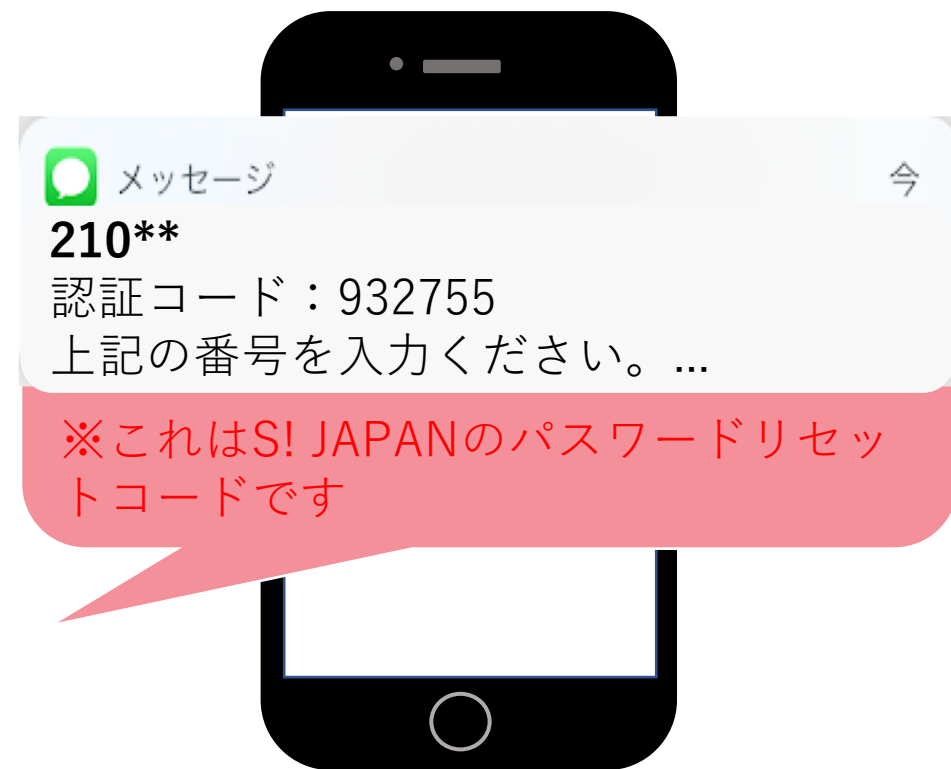 メッセージ 今
210**
認証コード：932755
上記の番号を入力ください。...
※これはS! JAPANのパスワードリセッ
トコードです